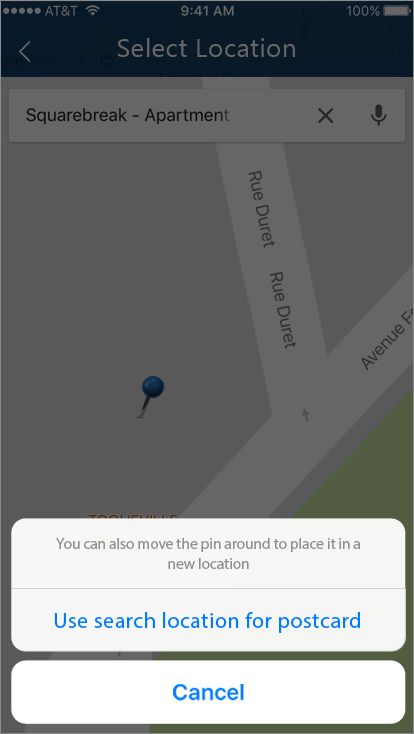 AT&T 9:41 AM 100%
Select Location
Squarebreak - Apartment
Rue Duret
Rue Duret
Avenue Fo
You can also move the pin around to place it in a
new location
Use search location for postcard
Cancel